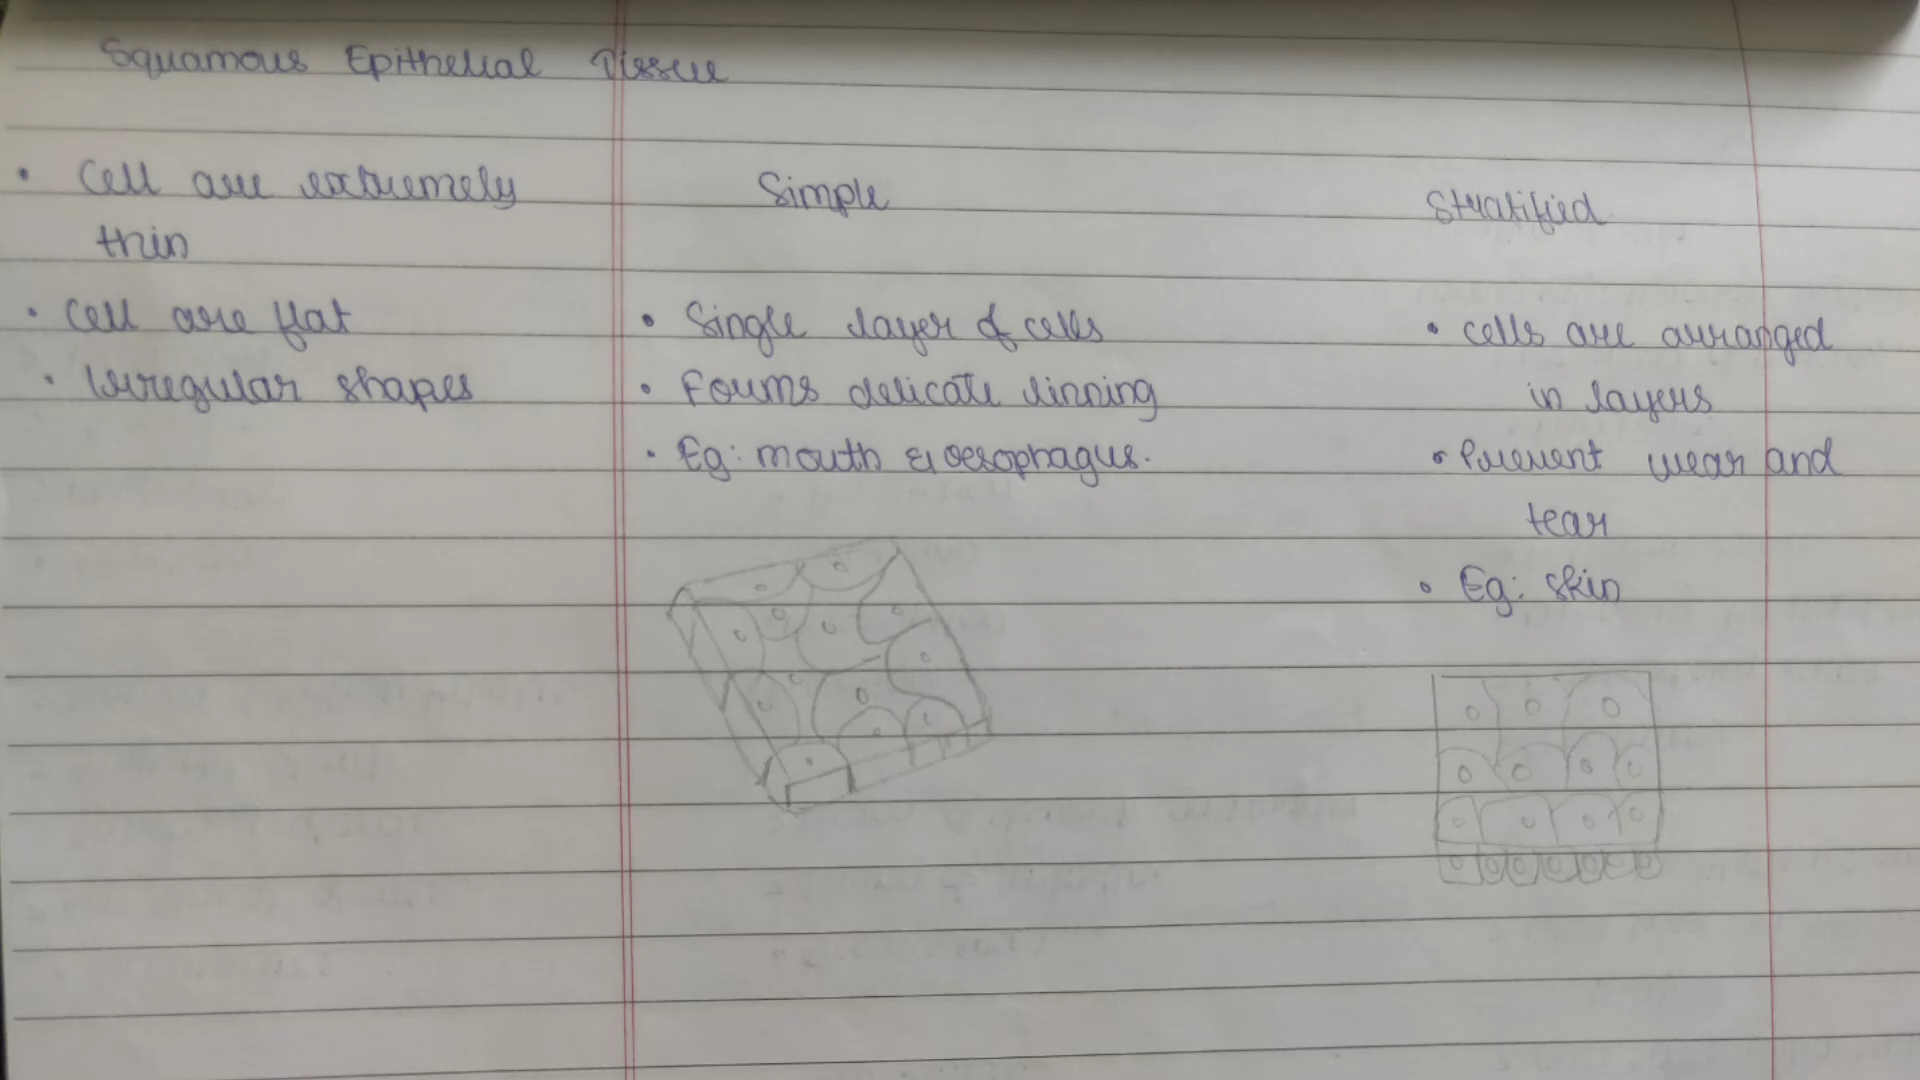 Squamous Epithelial Tissue
• Cell are extremely
thin
• Cell are flat
• Irregular shapes
Simple
• Single layer of cells
• Forms delicate linning
• Eg: mouth & oesophagus.
Stratified
• cells are arranged
in layers
• Prevent wear and
tear
• Eg: skin